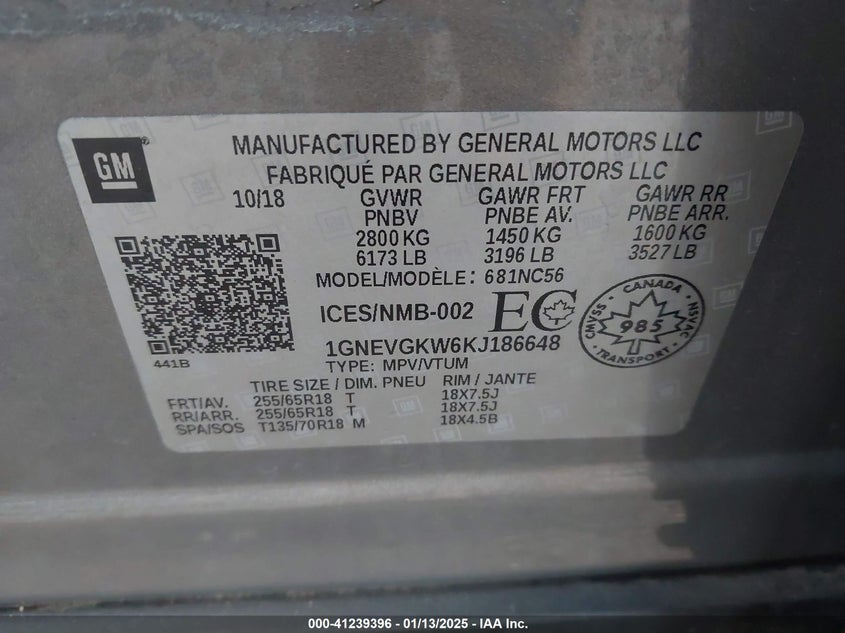 GM
MANUFACTURED BY GENERAL MOTORS LLC
FABRIQUÉ PAR GENERAL MOTORS LLC
10/18 GVWR GAWR FRT GAWR RR
PNBV PNBE AV. PNBE ARR.
2800 KG 1450 KG 1600 KG
6173 LB 3196 LB 3527 LB
MODEL/MODÈLE: 681NC56
ICES/NMB-002 EC
CANADA
CMVSS 985 NSVAC
TRANSPORT
1GNEVGKW6KJ186648
441B
TYPE: MPV/VTUM
TIRE SIZE / DIM. PNEU RIM / JANTE
FRT/AV. 255/65R18 T 18X7.5J
RR/ARR. 255/65R18 T 18X7.5J
SPA/SOS T135/70R18 M 18X4.5B
000-41239396 - 01/13/2025 - IAA Inc.